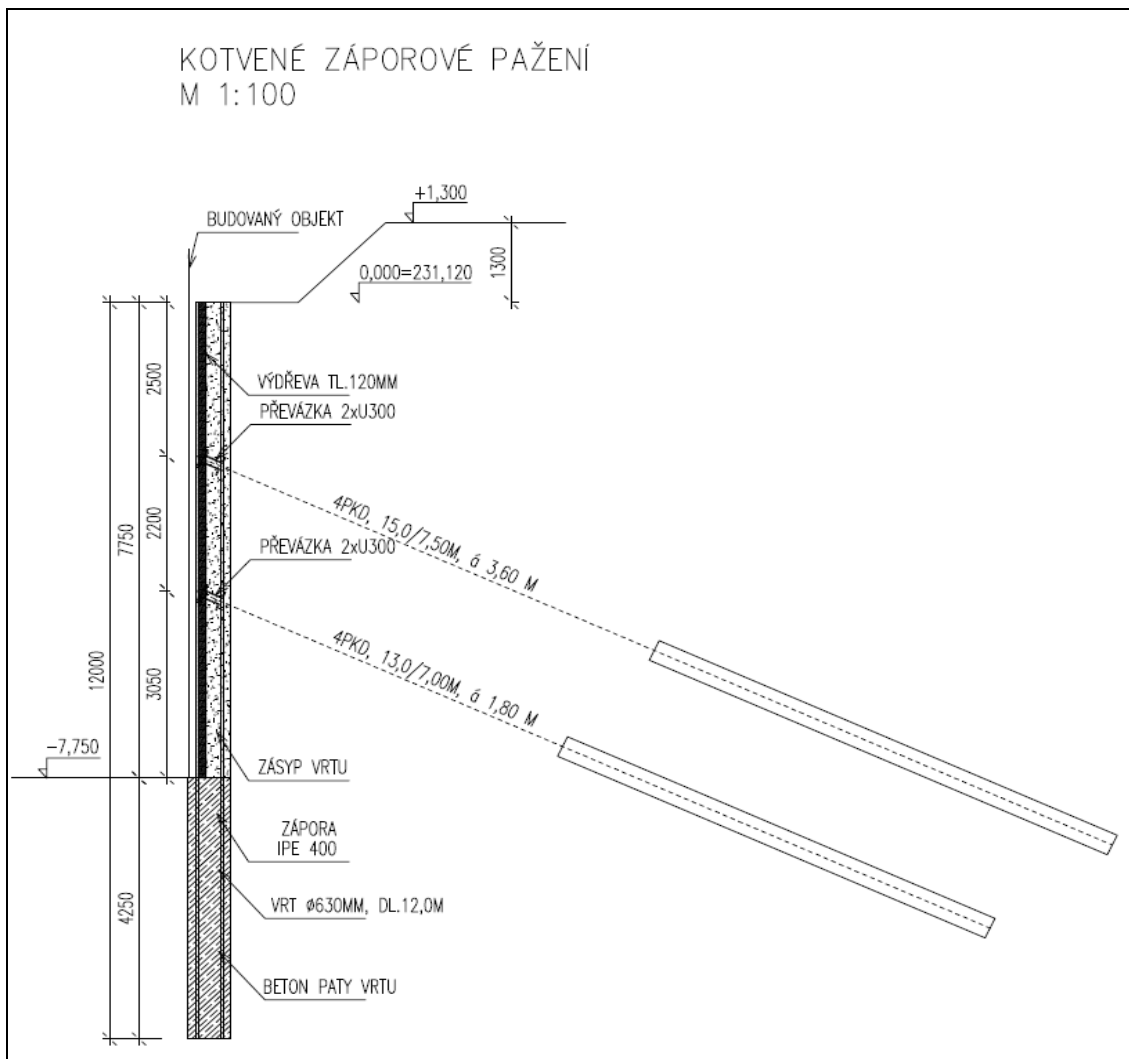 KOTVENÉ ZÁPOROVÉ PAŽENÍ
M 1:100
+1,300
BUDOVANÝ OBJEKT
1300
0,000=231,120
2500
VÝDŘEVA TL.120MM
PŘEVÁZKA 2xU300
4PKD, 15,0/7,50M, á 3,60 M
2200
7750
PŘEVÁZKA 2xU300
4PKD, 13,0/7,00M, á 1,80 M
12000
3050
-7,750
ZÁSYP VRTU
ZÁPORA
IPE 400
4250
VRT ø630MM, DL.12,0M
BETON PATY VRTU